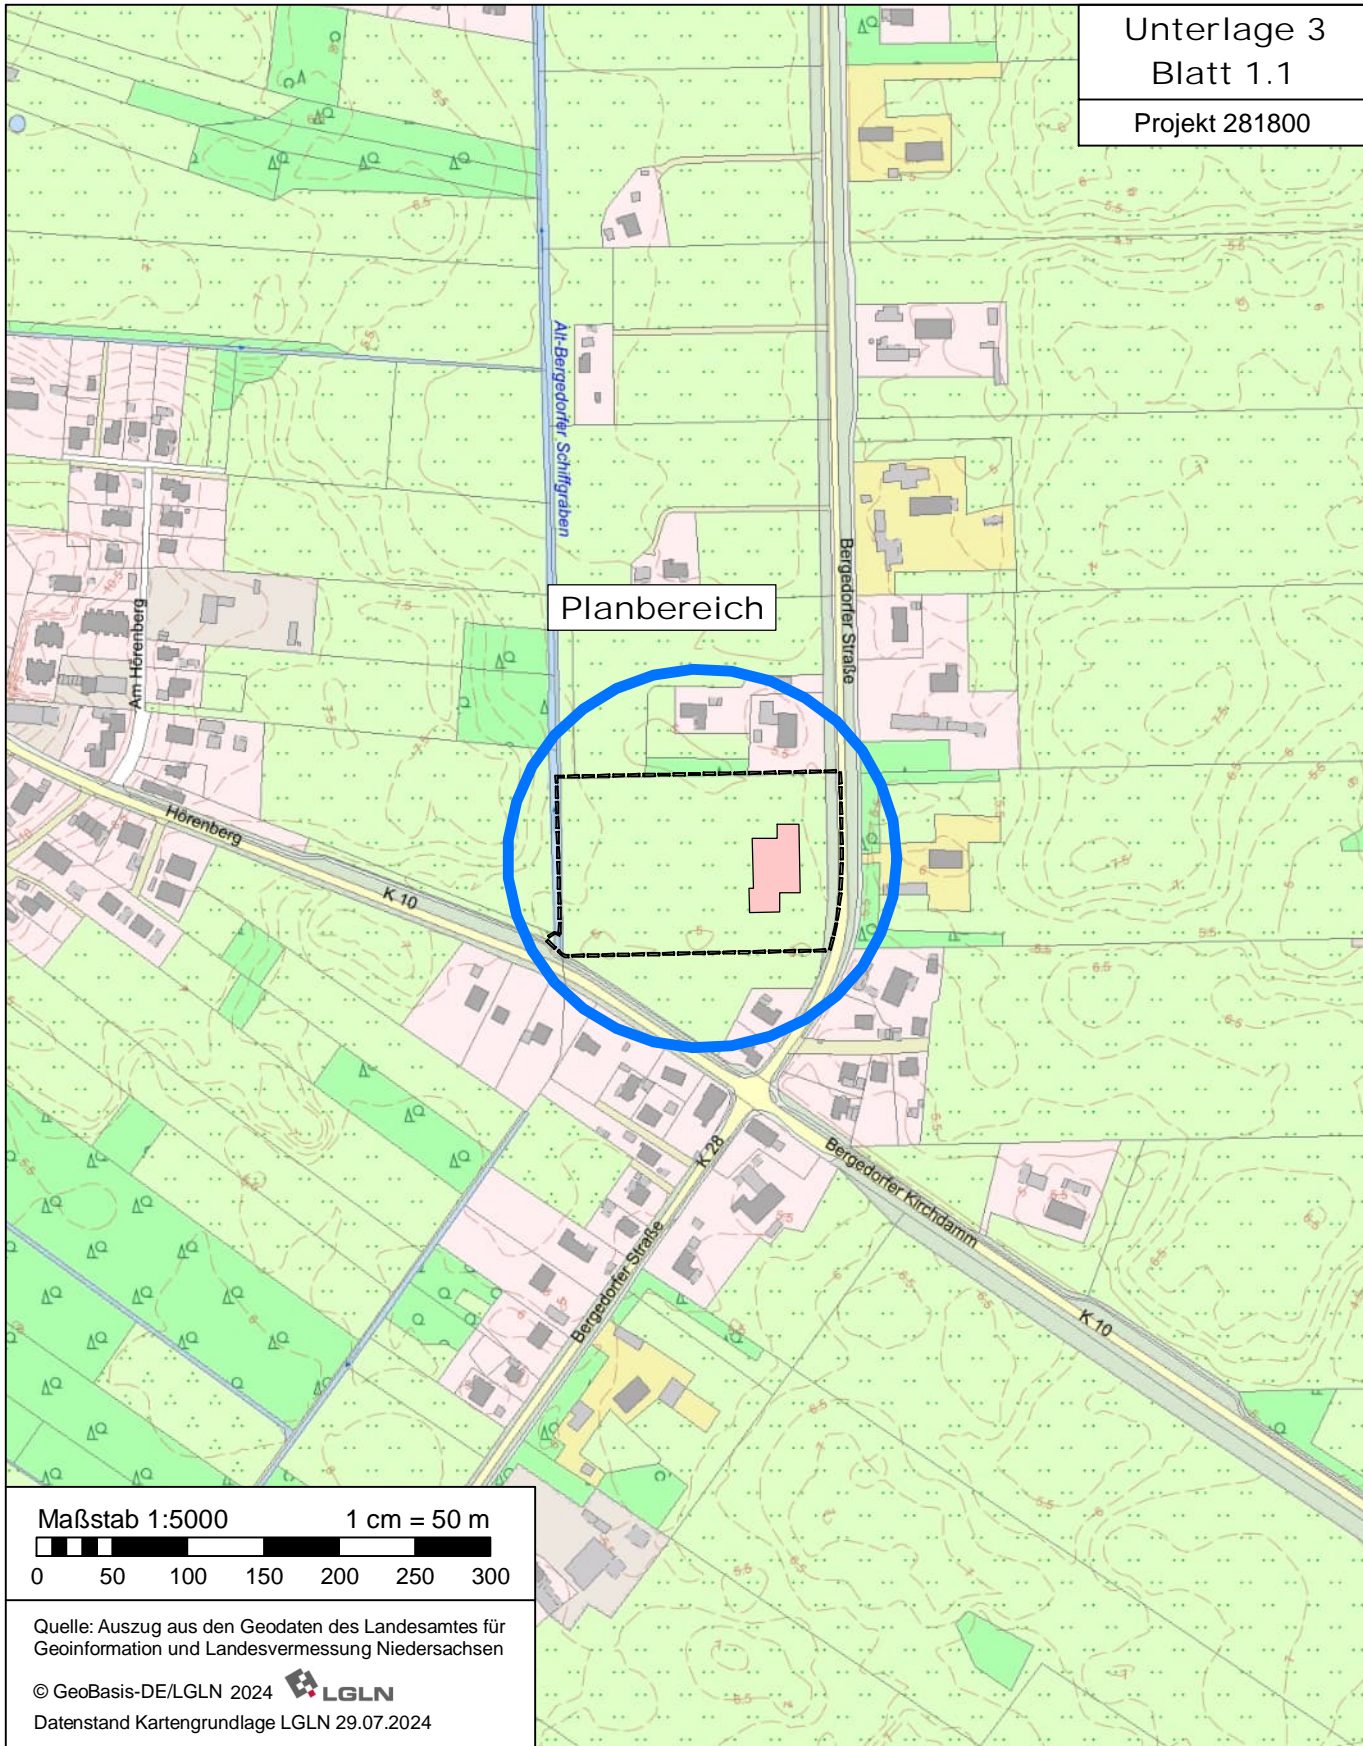 Unterlage 3
Blatt 1.1
Projekt 281800
Alt-Bergedorfer Schiffgraben
Bergedorfer Straße
Planbereich
Am Hörenberg
Hörenberg
K 10
K 28
Bergedorfer Straße
Bergedorfer Kirchdamm
K 10
Maßstab 1:5000 1 cm = 50 m
0 50 100 150 200 250 300
Quelle: Auszug aus den Geodaten des Landesamtes für
Geoinformation und Landesvermessung Niedersachsen
© GeoBasis-DE/LGLN 2024 LGLN
Datenstand Kartengrundlage LGLN 29.07.2024